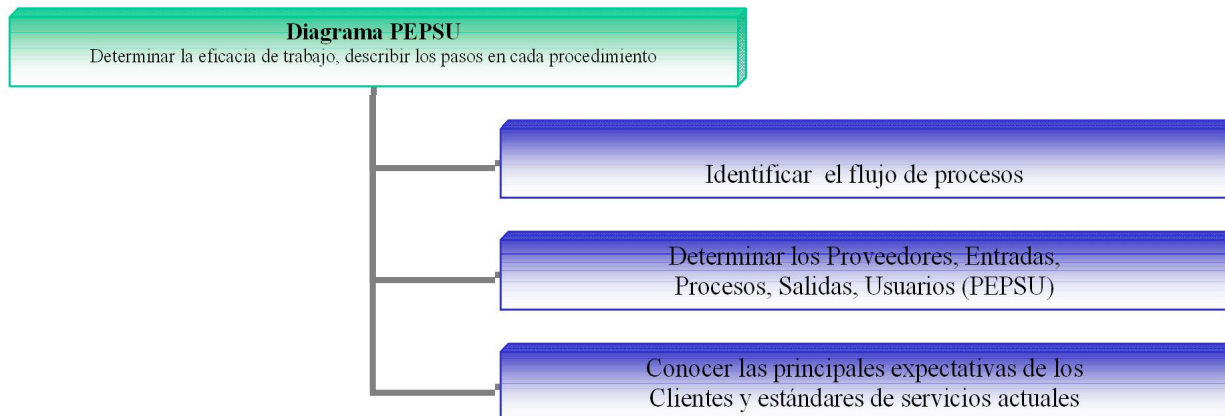 Diagrama PEPSU
Determinar la eficacia de trabajo, describir los pasos en cada procedimiento
Identificar el flujo de procesos
Determinar los Proveedores, Entradas,
Procesos, Salidas, Usuarios (PEPSU)
Conocer las principales expectativas de los
Clientes y estándares de servicios actuales